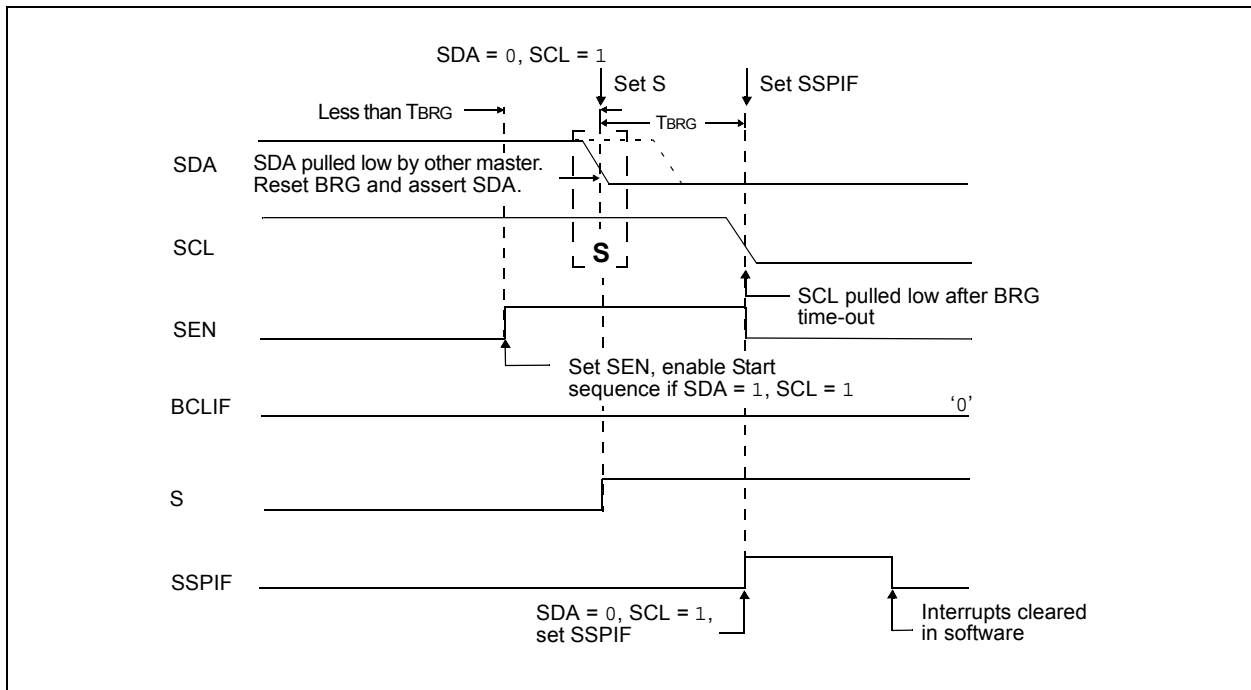 SDA = 0, SCL = 1
Set S
Set SSPIF
Less than TBRG
TBRG
SDA
SDA pulled low by other master.
Reset BRG and assert SDA.
SCL
S
SCL pulled low after BRG
time-out
SEN
Set SEN, enable Start
sequence if SDA = 1, SCL = 1
BCLIF
‘0’
S
SSPIF
SDA = 0, SCL = 1,
set SSPIF
Interrupts cleared
in software